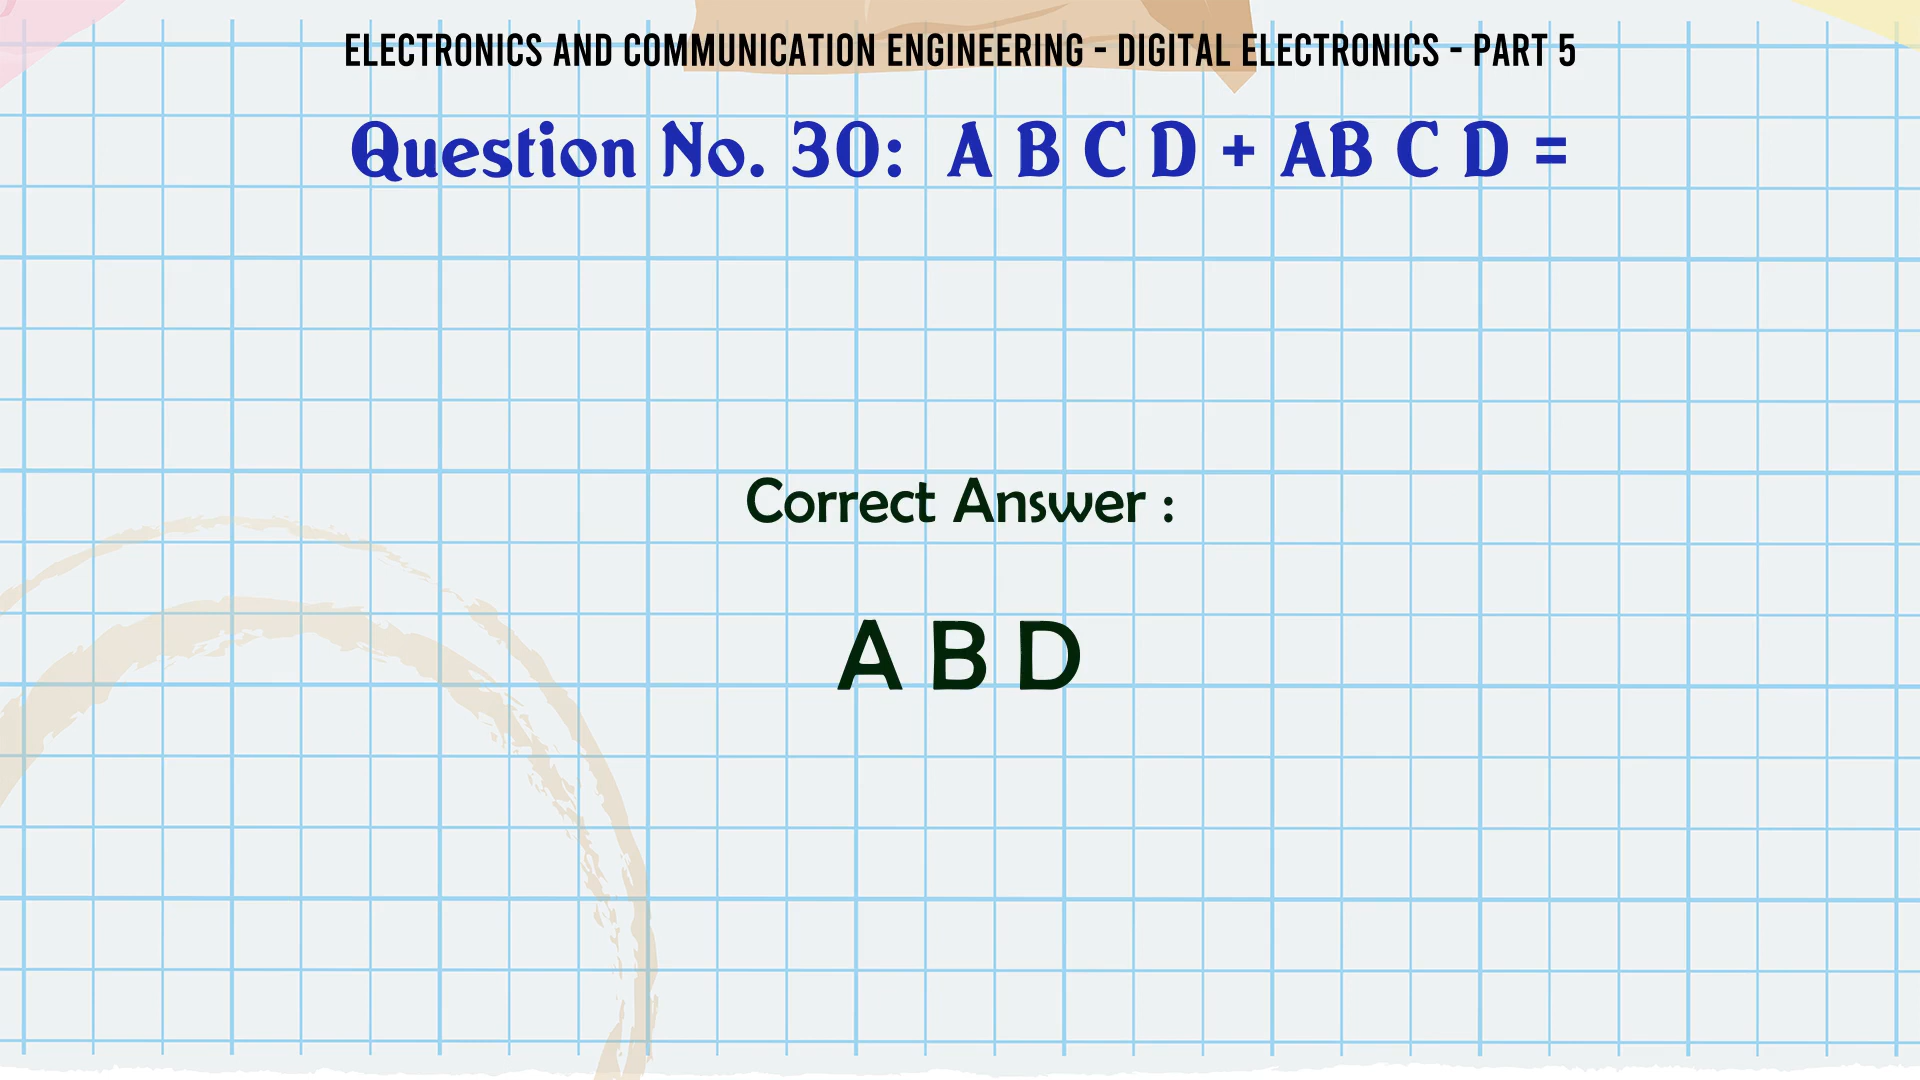 ELECTRONICS AND COMMUNICATION ENGINEERING - DIGITAL ELECTRONICS - PART 5
Question No. 30: A B C D + AB C D =
Correct Answer :
A B D